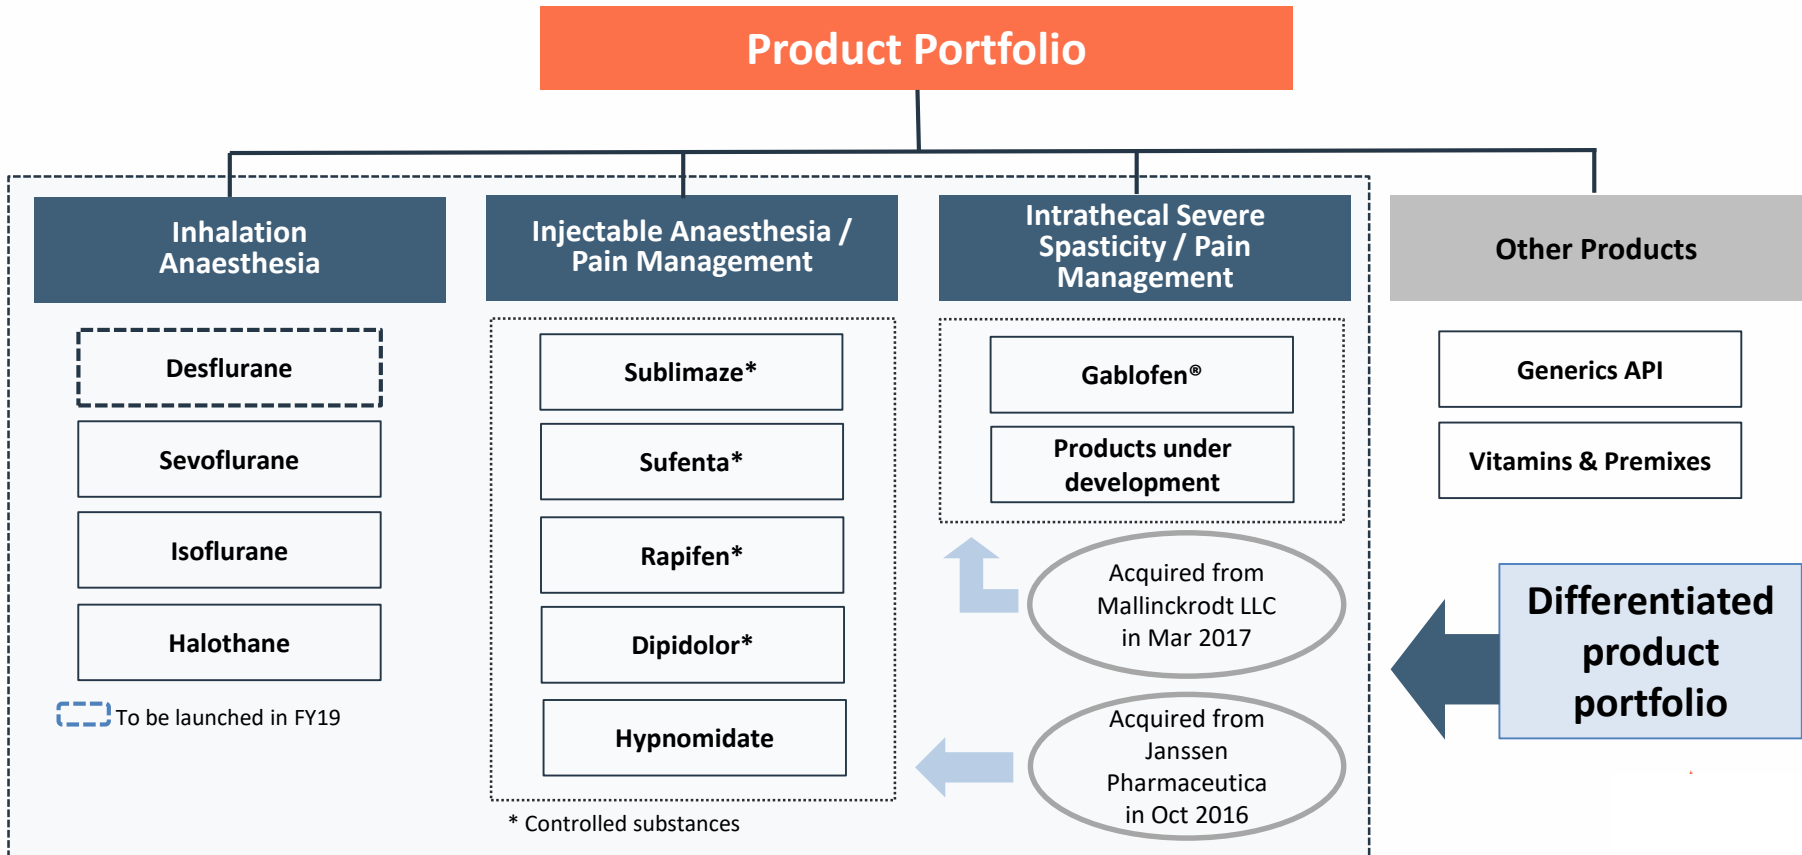 Product Portfolio
Inhalation
Anaesthesia
Desflurane
Sevoflurane
Isoflurane
Halothane
To be launched in FY19
Injectable Anaesthesia /
Pain Management
Sublimaze*
Sufenta*
Rapifen*
Dipidolor*
Hypnomidate
* Controlled substances
Intrathecal Severe
Spasticity / Pain
Management
Gablofen®
Products under
development
Acquired from
Mallinckrodt LLC
in Mar 2017
Acquired from
Janssen
Pharmaceutica
in Oct 2016
Other Products
Generics API
Vitamins & Premixes
Differentiated
product
portfolio